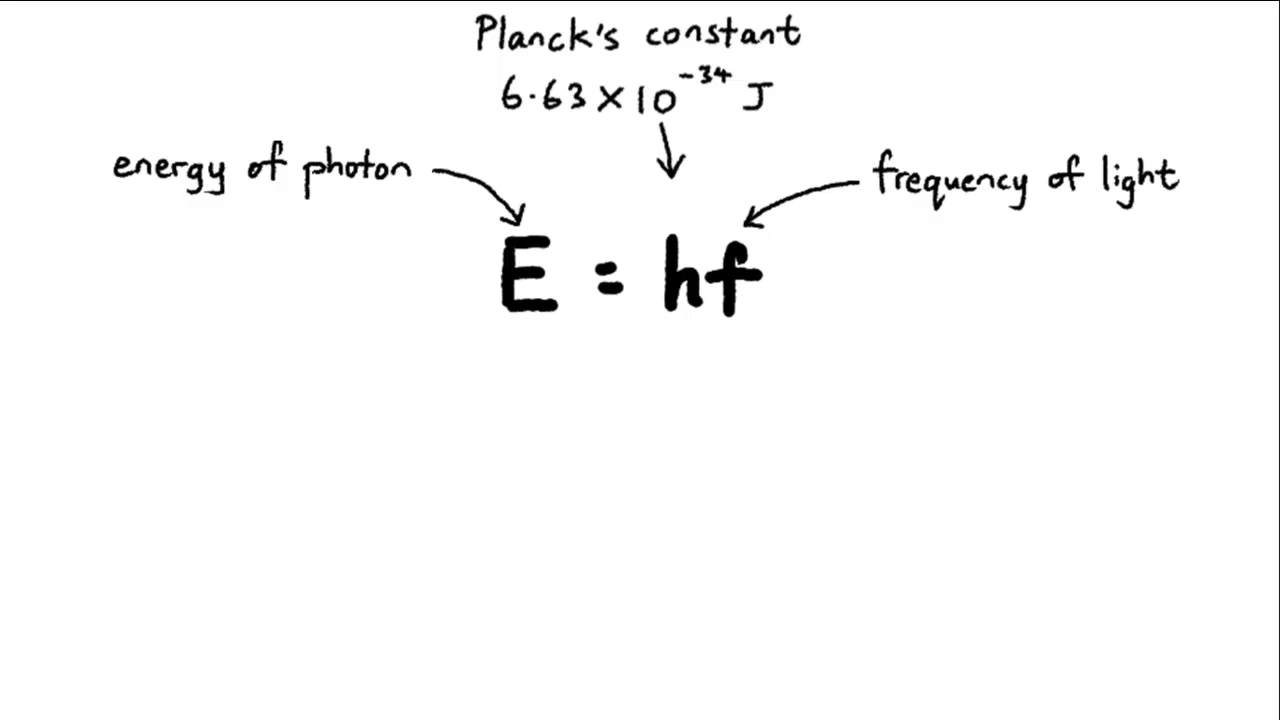 Planck's constant
6.63 × 10⁻³⁴ J
energy of photon
frequency of light
E = hf